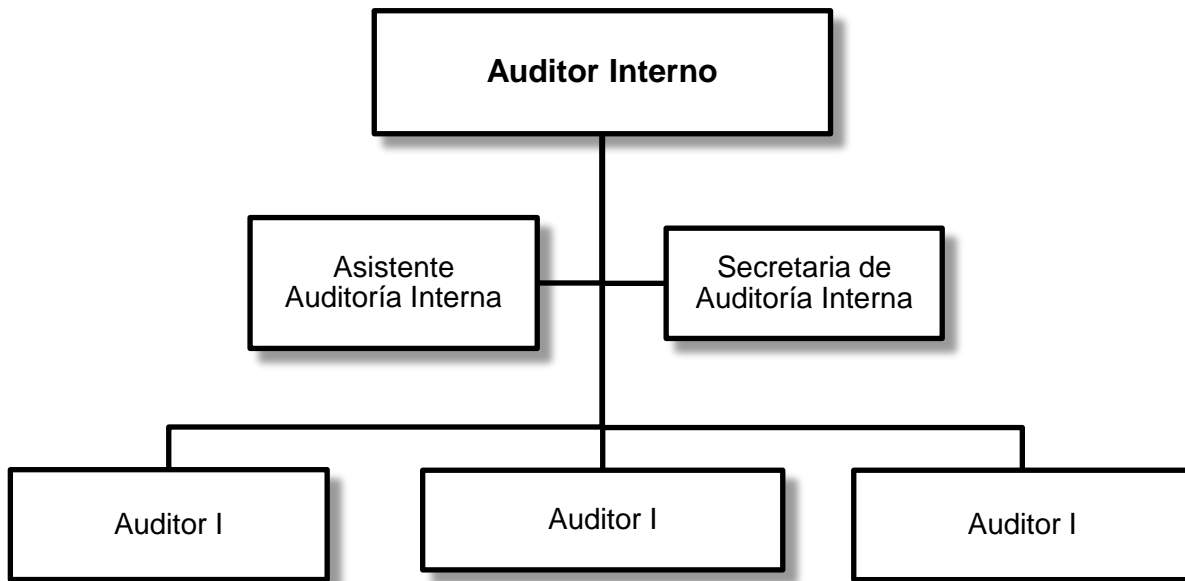 Auditor Interno
Asistente
Auditoría Interna
Secretaria de
Auditoría Interna
Auditor I
Auditor I
Auditor I